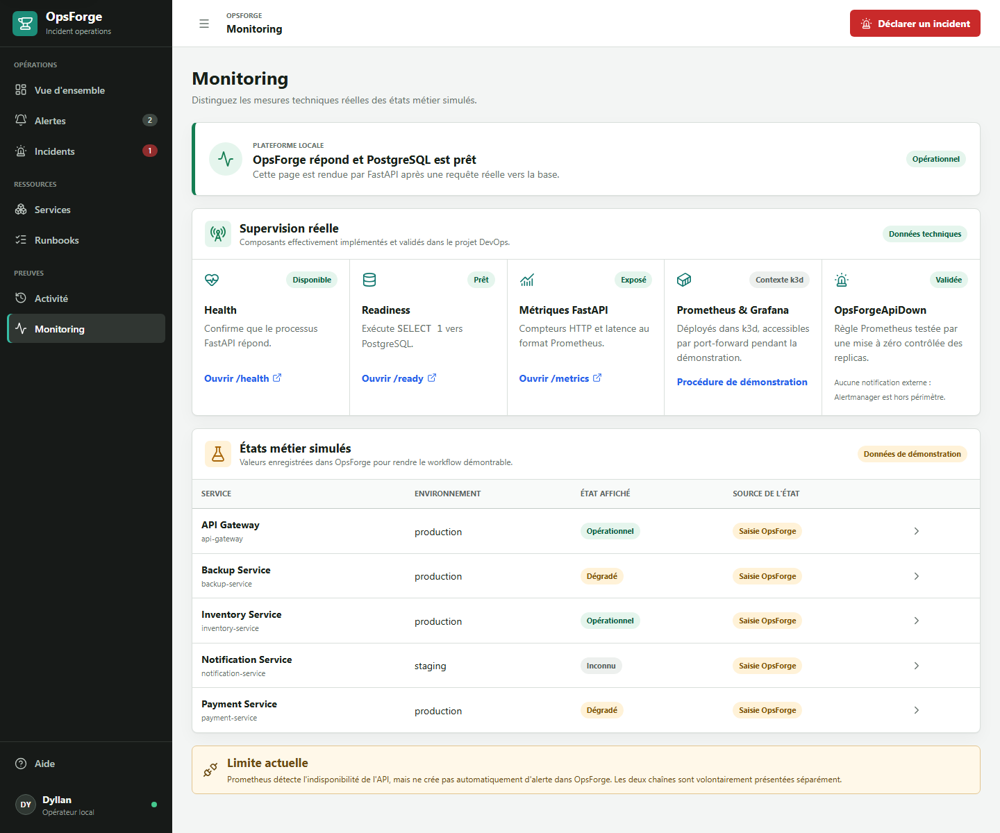 OpsForge
Incident operations
OPÉRATIONS
Vue d'ensemble
Alertes 2
Incidents 1
RESSOURCES
Services
Runbooks
PREUVES
Activité
Monitoring
Aide
DY
Dyllan
Opérateur local
OPSFORGE
Monitoring
Déclarer un incident
Monitoring
Distinguez les mesures techniques réelles des états métier simulés.
PLATEFORME LOCALE
OpsForge répond et PostgreSQL est prêt
Cette page est rendue par FastAPI après une requête réelle vers la base.
Opérationnel
Supervision réelle
Composants effectivement implémentés et validés dans le projet DevOps.
Données techniques
Disponible
Health
Confirme que le processus
FastAPI répond.
Ouvrir /health
Prêt
Readiness
Exécute SELECT 1 vers
PostgreSQL.
Ouvrir /ready
Exposé
Métriques FastAPI
Compteurs HTTP et latence au
format Prometheus.
Ouvrir /metrics
Contexte k3d
Prometheus & Grafana
Déployés dans k3d, accessibles
par port-forward pendant la
démonstration.
Procédure de démonstration
Validée
OpsForgeApiDown
Règle Prometheus testée par
une mise à zéro contrôlée des
replicas.
Aucune notification externe :
Alertmanager est hors périmètre.
États métier simulés
Valeurs enregistrées dans OpsForge pour rendre le workflow démontrable.
Données de démonstration
SERVICE ENVIRONNEMENT ÉTAT AFFICHÉ SOURCE DE L'ÉTAT
API Gateway
api-gateway
production Opérationnel Saisie OpsForge
Backup Service
backup-service
production Dégradé Saisie OpsForge
Inventory Service
inventory-service
production Opérationnel Saisie OpsForge
Notification Service
notification-service
staging Inconnu Saisie OpsForge
Payment Service
payment-service
production Dégradé Saisie OpsForge
Limite actuelle
Prometheus détecte l'indisponibilité de l'API, mais ne crée pas automatiquement d'alerte dans OpsForge. Les deux chaînes sont volontairement présentées séparément.